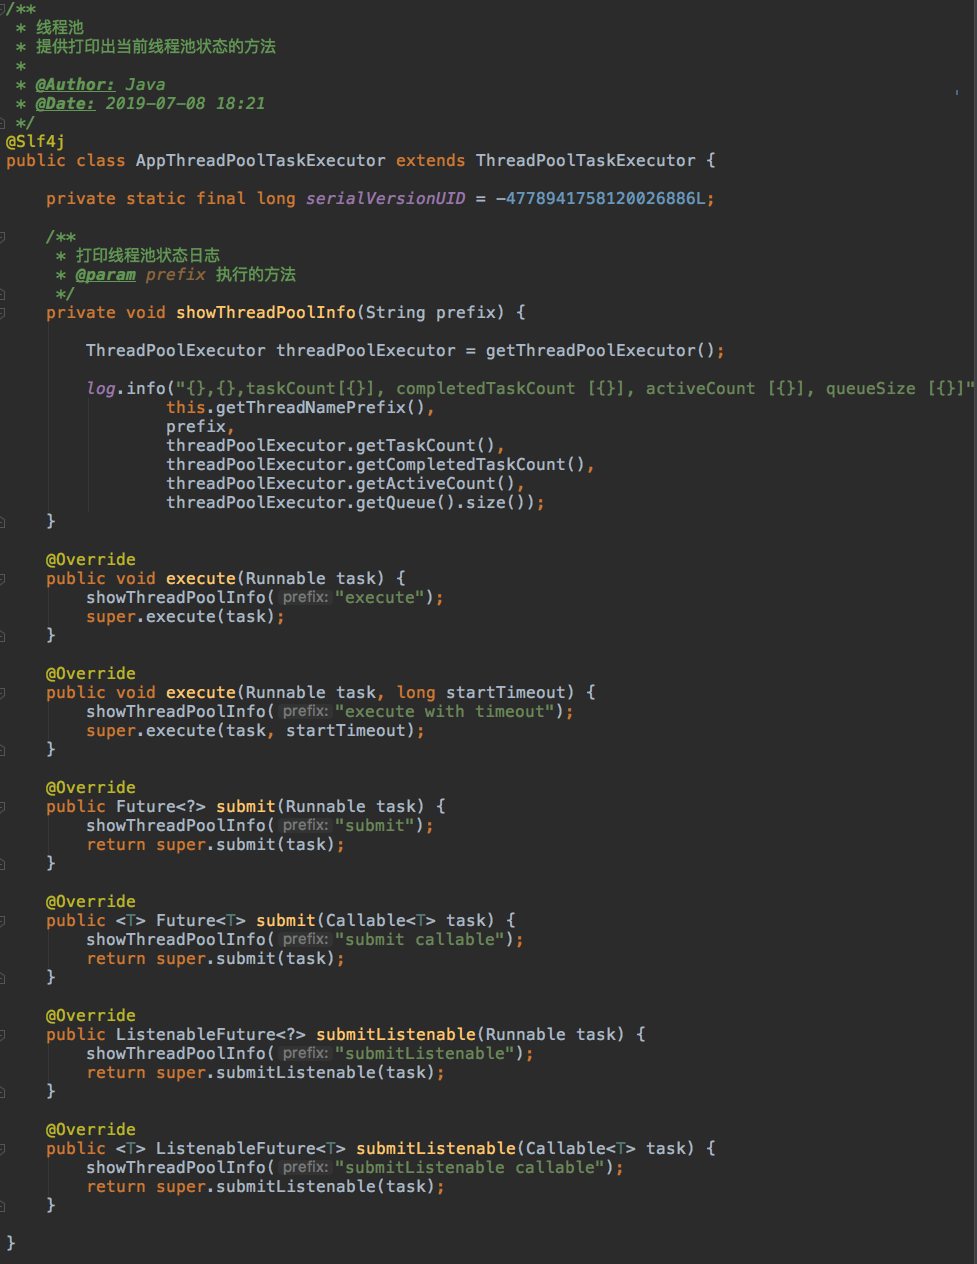 /**
 * 线程池
 * 提供打印出当前线程池状态的方法
 *
 * @Author: Java
 * @Date: 2019-07-08 18:21
 */
@Slf4j
public class AppThreadPoolTaskExecutor extends ThreadPoolTaskExecutor {
    private static final long serialVersionUID = -4778941758120026886L;
    /**
     * 打印线程池状态日志
     * @param prefix 执行的方法
     */
    private void showThreadPoolInfo(String prefix) {
        ThreadPoolExecutor threadPoolExecutor = getThreadPoolExecutor();
        log.info("{},{},taskCount[{}], completedTaskCount [{}], activeCount [{}], queueSize [{}]"
                this.getThreadNamePrefix(),
                prefix,
                threadPoolExecutor.getTaskCount(),
                threadPoolExecutor.getCompletedTaskCount(),
                threadPoolExecutor.getActiveCount(),
                threadPoolExecutor.getQueue().size());
    }
    @Override
    public void execute(Runnable task) {
        showThreadPoolInfo( prefix: "execute");
        super.execute(task);
    }
    @Override
    public void execute(Runnable task, long startTimeout) {
        showThreadPoolInfo( prefix: "execute with timeout");
        super.execute(task, startTimeout);
    }
    @Override
    public Future<?> submit(Runnable task) {
        showThreadPoolInfo( prefix: "submit");
        return super.submit(task);
    }
    @Override
    public <T> Future<T> submit(Callable<T> task) {
        showThreadPoolInfo( prefix: "submit callable");
        return super.submit(task);
    }
    @Override
    public ListenableFuture<?> submitListenable(Runnable task) {
        showThreadPoolInfo( prefix: "submitListenable");
        return super.submitListenable(task);
    }
    @Override
    public <T> ListenableFuture<T> submitListenable(Callable<T> task) {
        showThreadPoolInfo( prefix: "submitListenable callable");
        return super.submitListenable(task);
    }
}